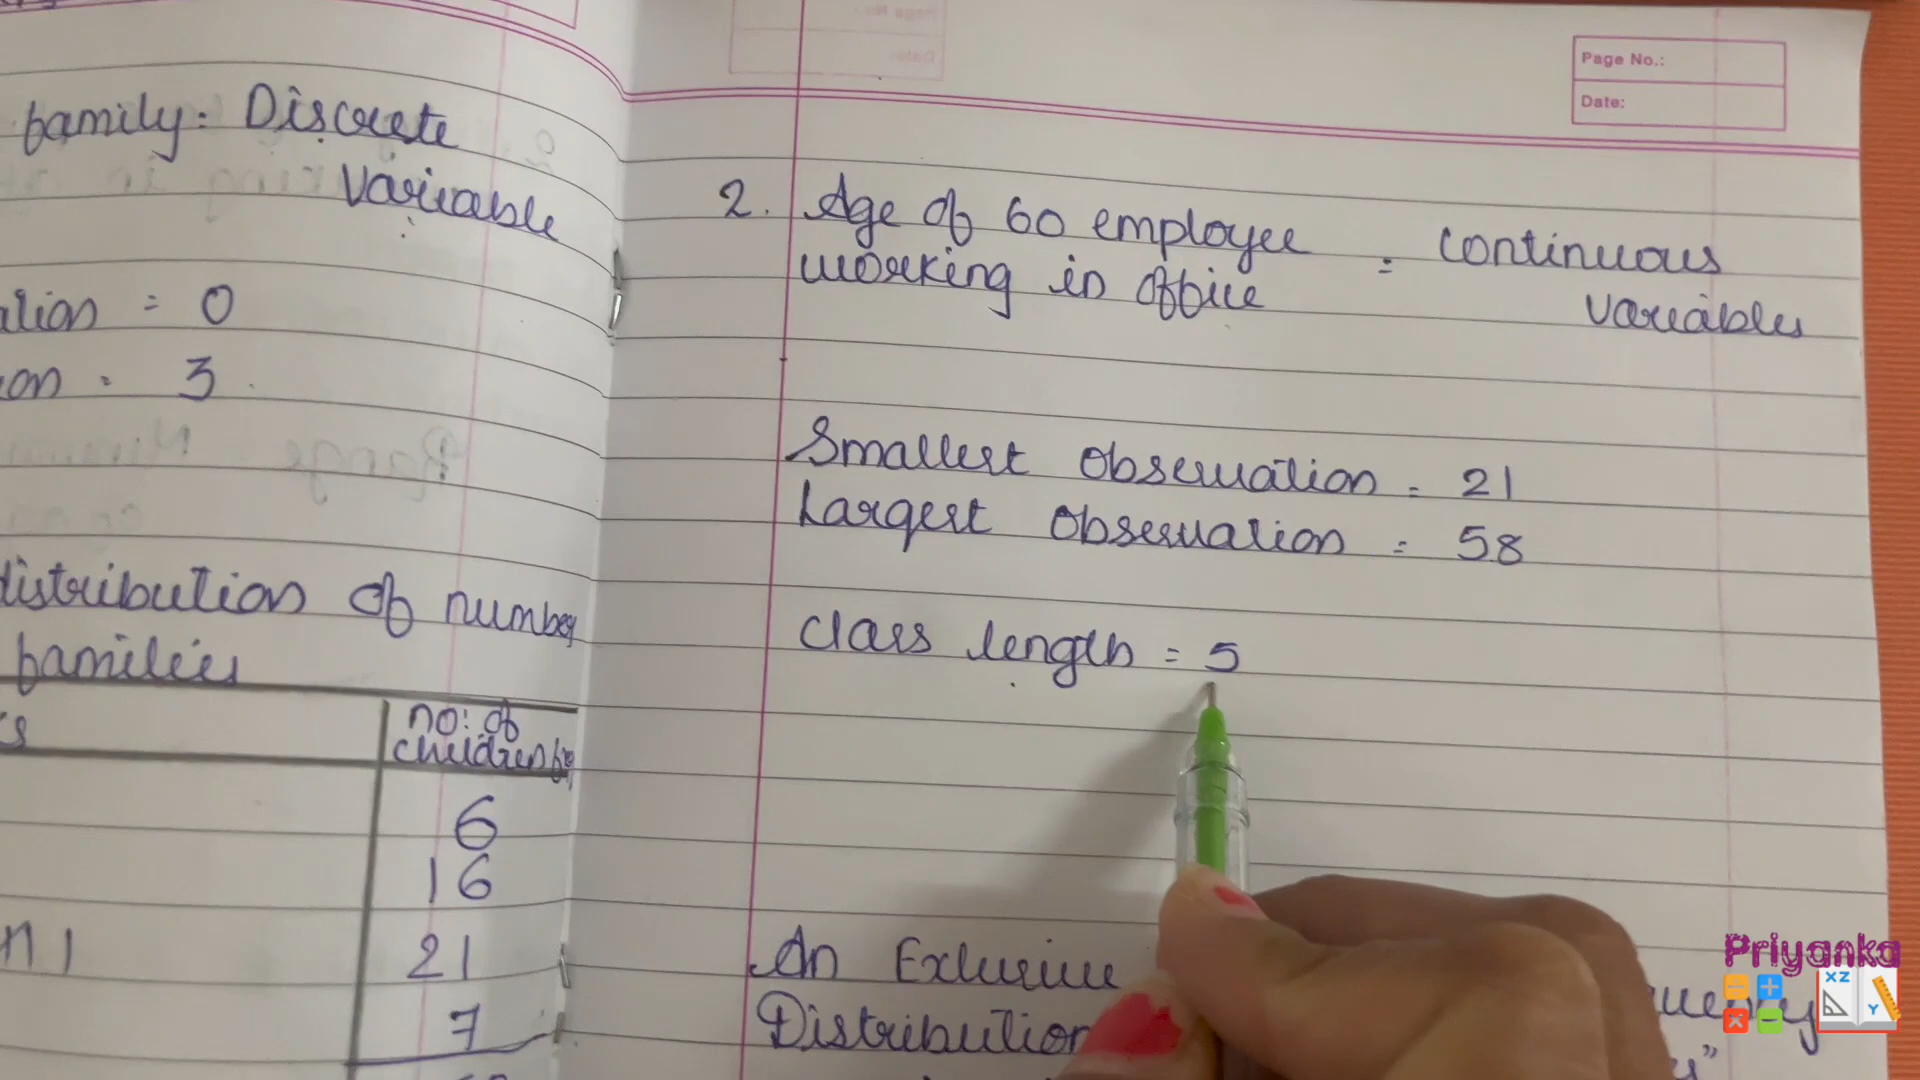 family: Discrete
Variable
= 0
= 3
distribution of number
families
no: of
children
6
16
21
7
Page No.:
Date:
2. Age of 60 employee = continuous
working in office variables
Smallest observation = 21
Largest observation = 58
class length = 5
An Exlusive
Distribution
Priyanka
XZ
Y